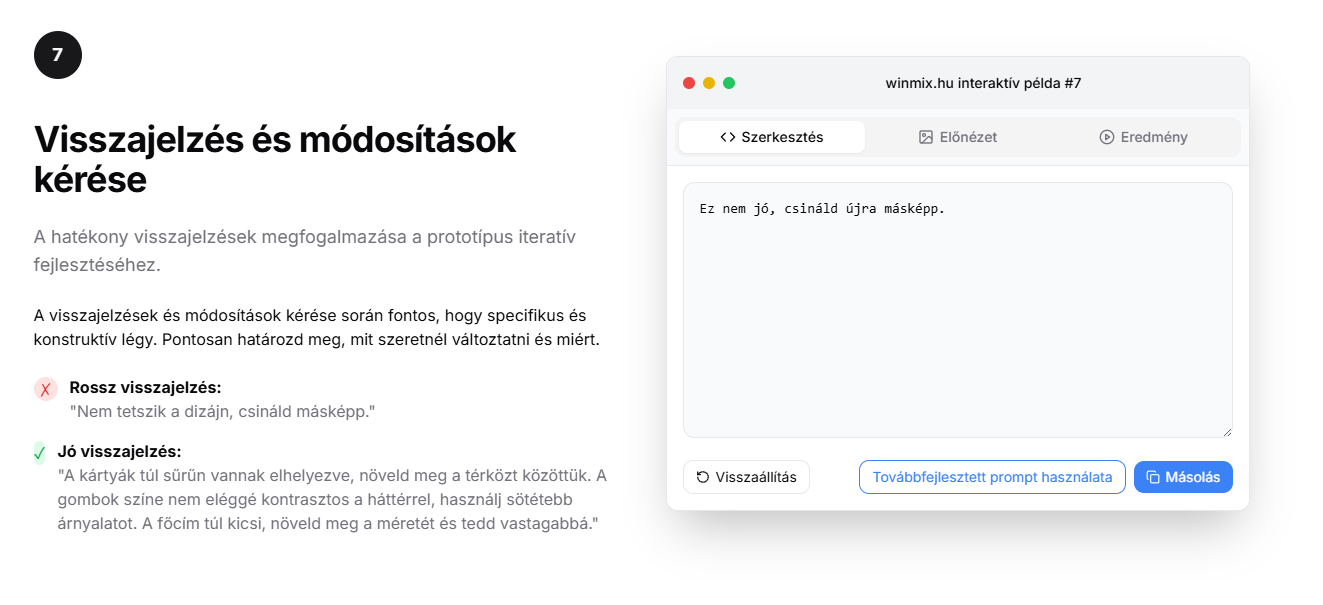 7
Visszajelzés és módosítások
kérése
A hatékony visszajelzések megfogalmazása a prototípus iteratív
fejlesztéséhez.
A visszajelzések és módosítások kérése során fontos, hogy specifikus és
konstruktív légy. Pontosan határozd meg, mit szeretnél változtatni és miért.
✗ Rossz visszajelzés:
"Nem tetszik a dizájn, csináld másképp."
✓ Jó visszajelzés:
"A kártyák túl sűrűn vannak elhelyezve, növeld meg a térközt közöttük. A
gombok színe nem eléggé kontrasztos a háttérrel, használj sötétebb
árnyalatot. A főcím túl kicsi, növeld meg a méretét és tedd vastagabbá."
winmix.hu interaktív példa #7
Szerkesztés Előnézet Eredmény
Ez nem jó, csináld újra másképp.
Visszaállítás Továbbfejlesztett prompt használata Másolás